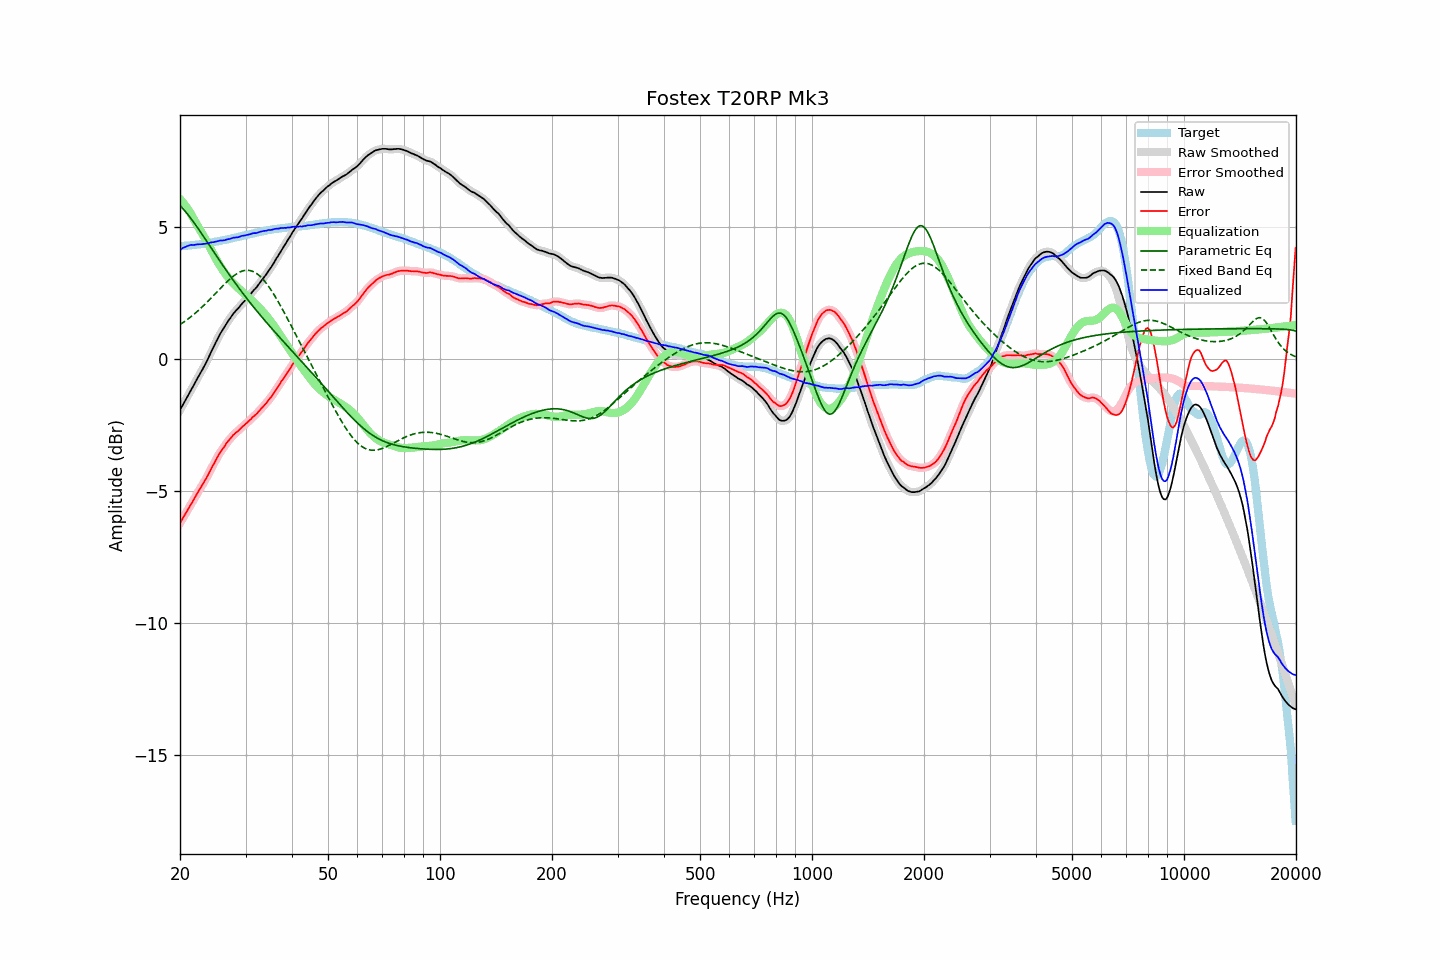 Fostex T20RP Mk3
Target
Raw Smoothed
Error Smoothed
Raw
Error
Equalization
Parametric Eq
Fixed Band Eq
Equalized
5
0
−5
−10
−15
Amplitude (dBr)
20
50
100
200
500
1000
2000
5000
10000
20000
Frequency (Hz)